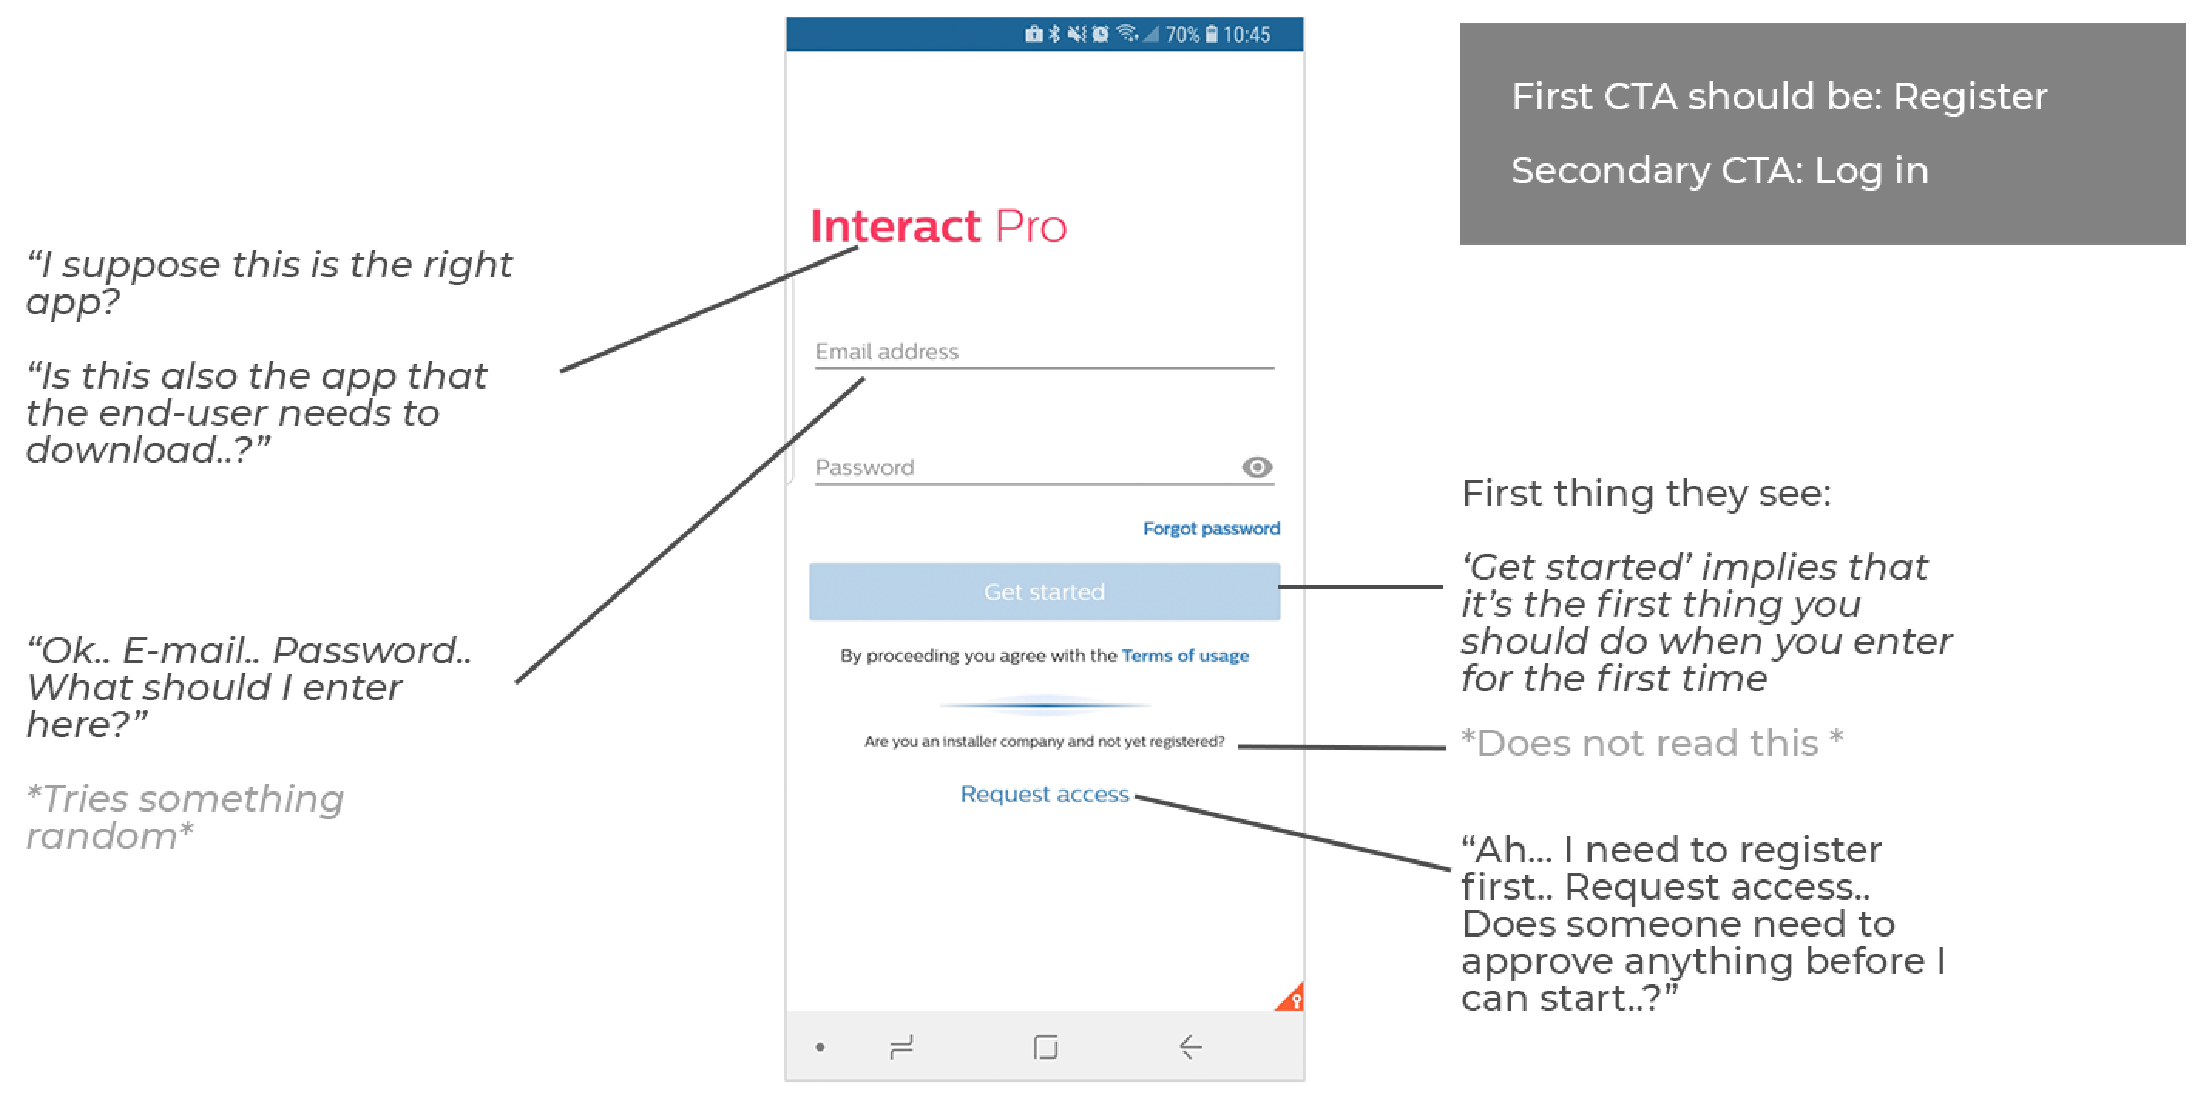 “I suppose this is the right
app?
“Is this also the app that
the end-user needs to
download..?”
“Ok.. E-mail.. Password..
What should I enter
here?”
*Tries something
random*
70% 10:45
Interact Pro
Email address
Password
Forgot password
Get started
By proceeding you agree with the Terms of usage
Are you an installer company and not yet registered?
Request access
First CTA should be: Register
Secondary CTA: Log in
First thing they see:
‘Get started’ implies that
it’s the first thing you
should do when you enter
for the first time
*Does not read this *
“Ah... I need to register
first.. Request access..
Does someone need to
approve anything before I
can start..?”